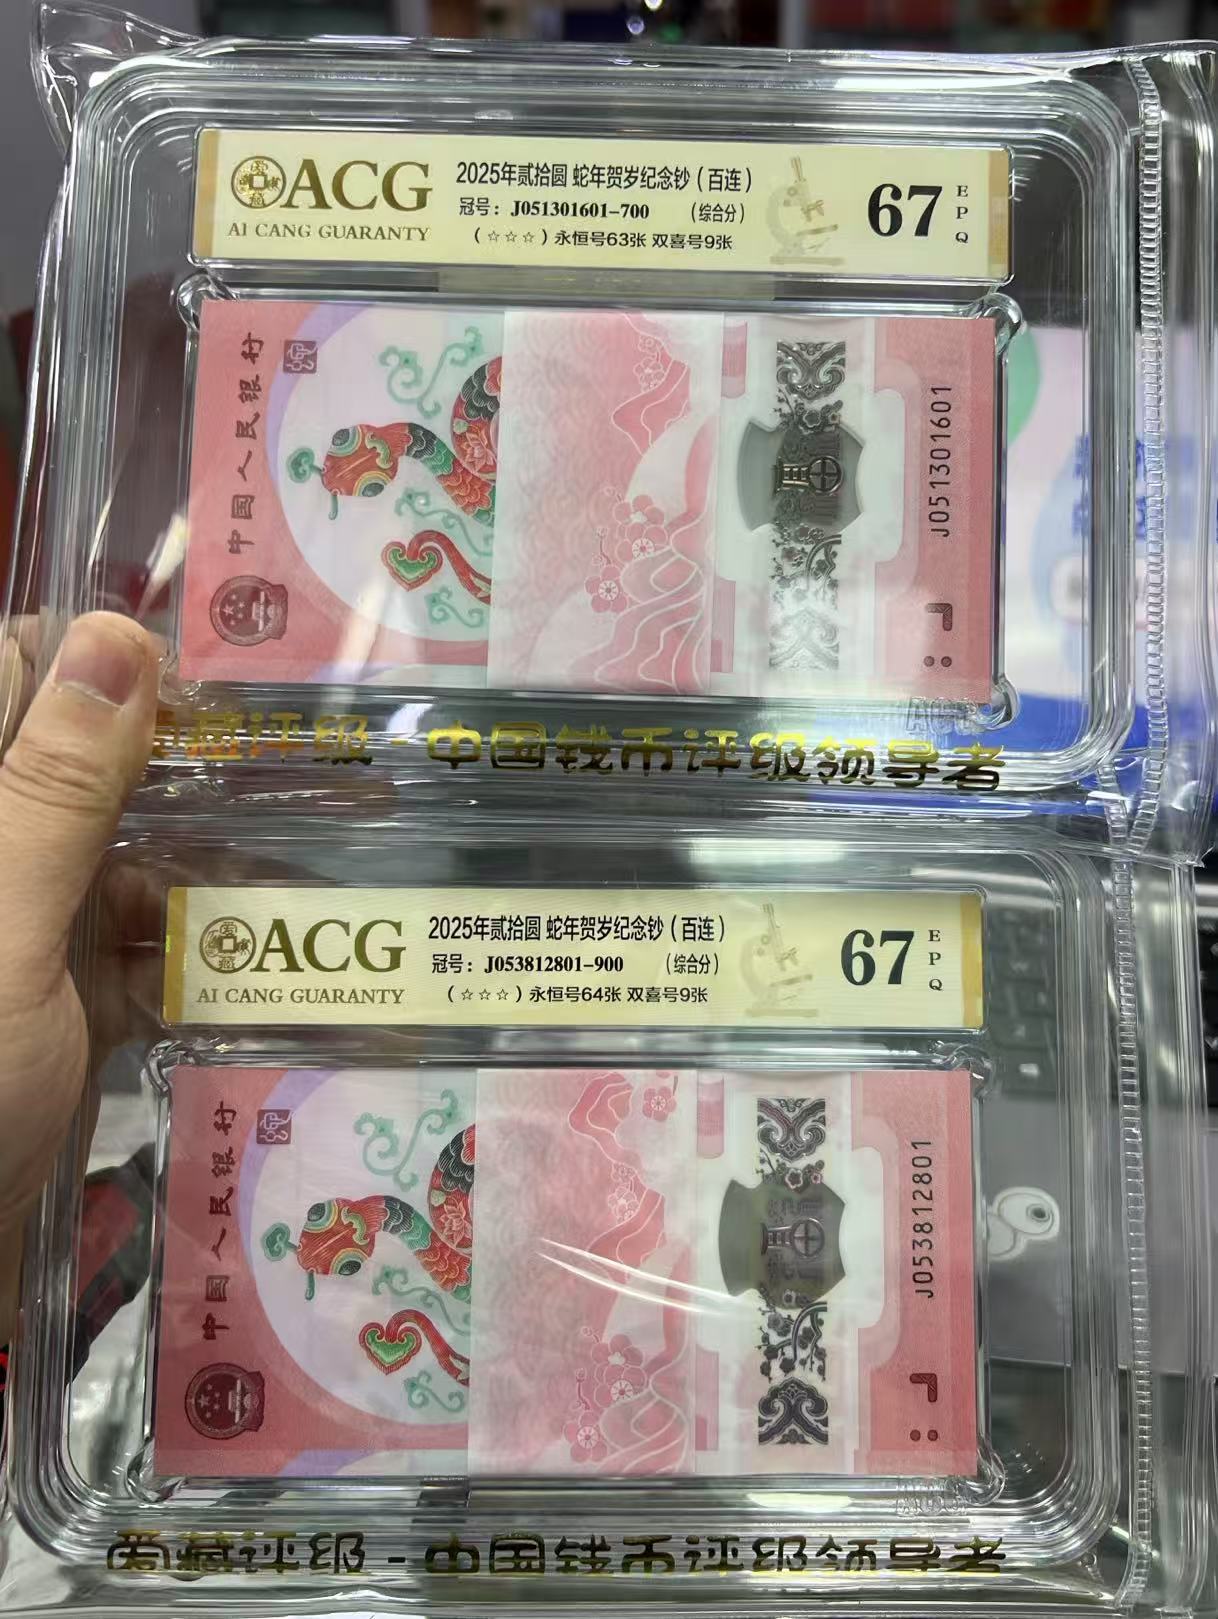 ACG
AI CANG GUARANTY
2025年贰拾圆 蛇年贺岁纪念钞（百连）
冠号：J051301601-700 （综合分）
（☆☆☆）永恒号63张 双喜号9张
67
EPQ
中国人民银行
J051301601
爱藏评级 - 中国钱币评级领导者
ACG
AI CANG GUARANTY
2025年贰拾圆 蛇年贺岁纪念钞（百连）
冠号：J053812801-900 （综合分）
（☆☆☆）永恒号64张 双喜号9张
67
EPQ
中国人民银行
J053812801
爱藏评级 - 中国钱币评级领导者